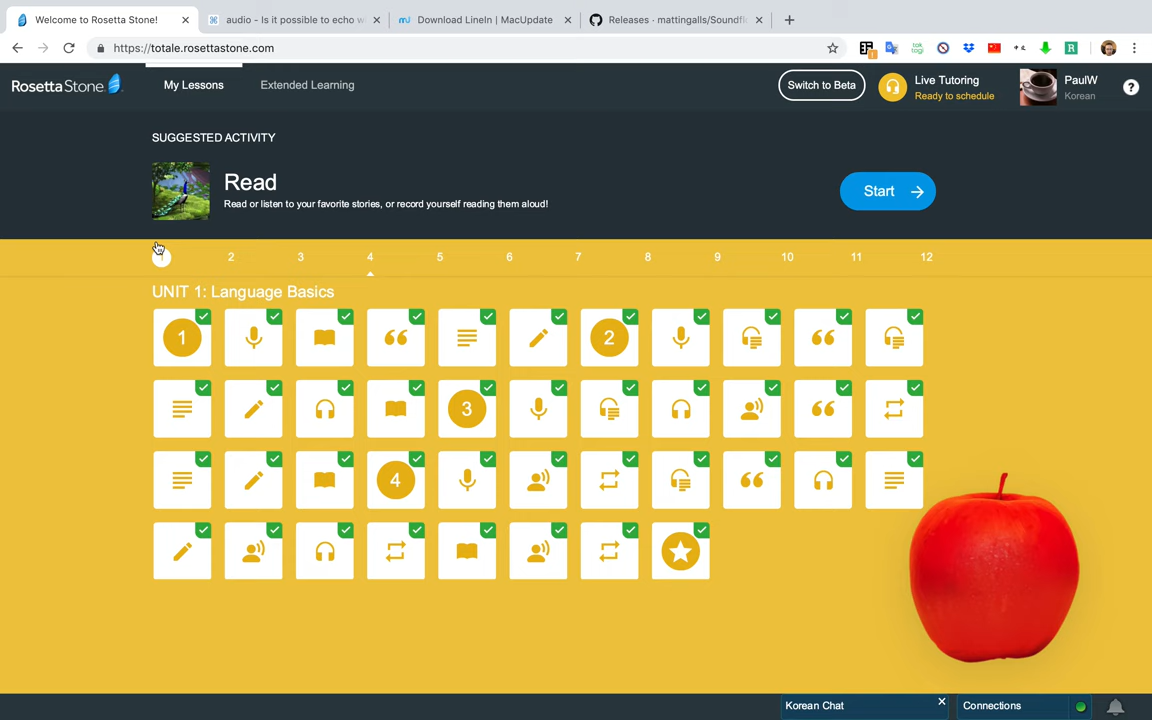 Welcome to Rosetta Stone!
audio - Is it possible to echo w
Download LineIn | MacUpdate
Releases · mattingalls/Soundfl
https://totale.rosettastone.com
RosettaStone
My Lessons
Extended Learning
Switch to Beta
Live Tutoring
Ready to schedule
PaulW
Korean
?
SUGGESTED ACTIVITY
Read
Read or listen to your favorite stories, or record yourself reading them aloud!
Start
1 2 3 4 5 6 7 8 9 10 11 12
UNIT 1: Language Basics
1
2
3
4
Korean Chat
Connections